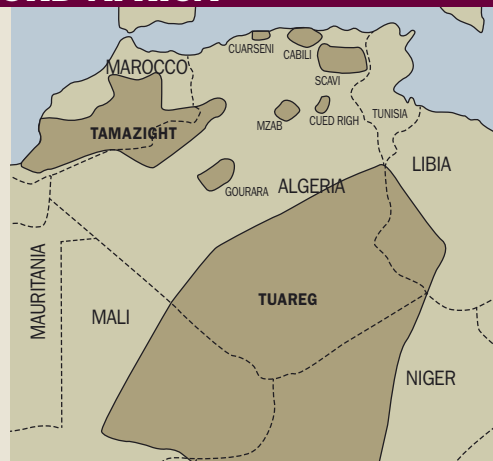 CUARSENI
CABILI
MAROCCO
SCAVI
TAMAZIGHT
MZAB
CUED RIGH
TUNISIA
LIBIA
GOURARA
ALGERIA
MAURITANIA
TUAREG
MALI
NIGER